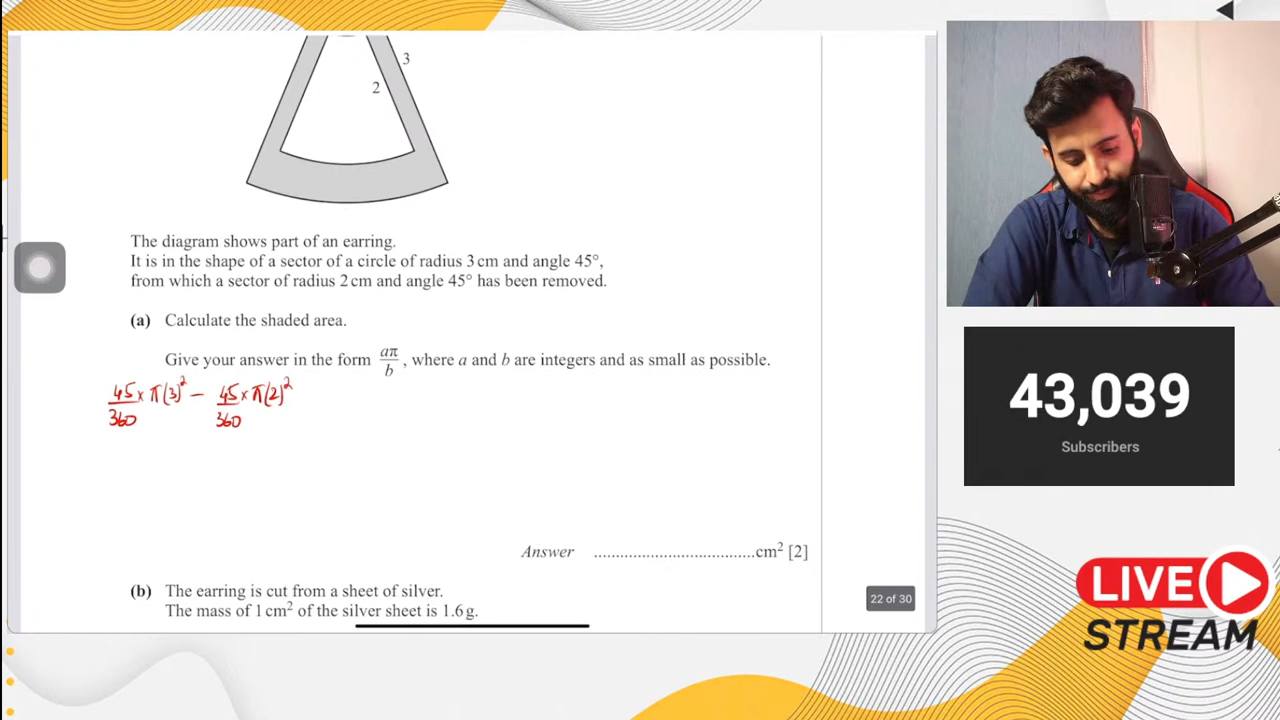 3
2
The diagram shows part of an earring.
It is in the shape of a sector of a circle of radius 3 cm and angle 45°,
from which a sector of radius 2 cm and angle 45° has been removed.
(a) Calculate the shaded area.
Give your answer in the form aπ/b, where a and b are integers and as small as possible.
45/360 × π(3)² − 45/360 × π(2)²
Answer ....................................cm² [2]
(b) The earring is cut from a sheet of silver.
The mass of 1 cm² of the silver sheet is 1.6 g.
22 of 30
43,039
Subscribers
LIVE
STREAM